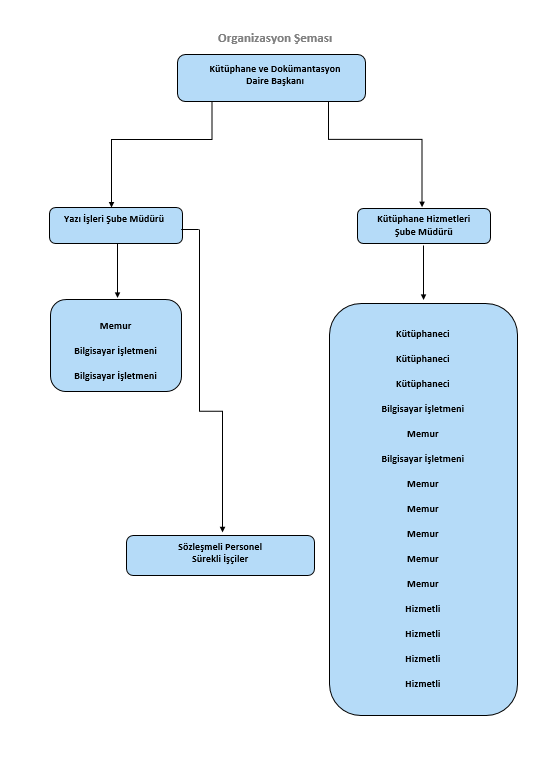 Organizasyon Şeması
Kütüphane ve Dokümantasyon
Daire Başkanı
Yazı İşleri Şube Müdürü
Kütüphane Hizmetleri
Şube Müdürü
Memur
Bilgisayar İşletmeni
Bilgisayar İşletmeni
Sözleşmeli Personel
Sürekli İşçiler
Kütüphaneci
Kütüphaneci
Kütüphaneci
Bilgisayar İşletmeni
Memur
Bilgisayar İşletmeni
Memur
Memur
Memur
Memur
Memur
Hizmetli
Hizmetli
Hizmetli
Hizmetli